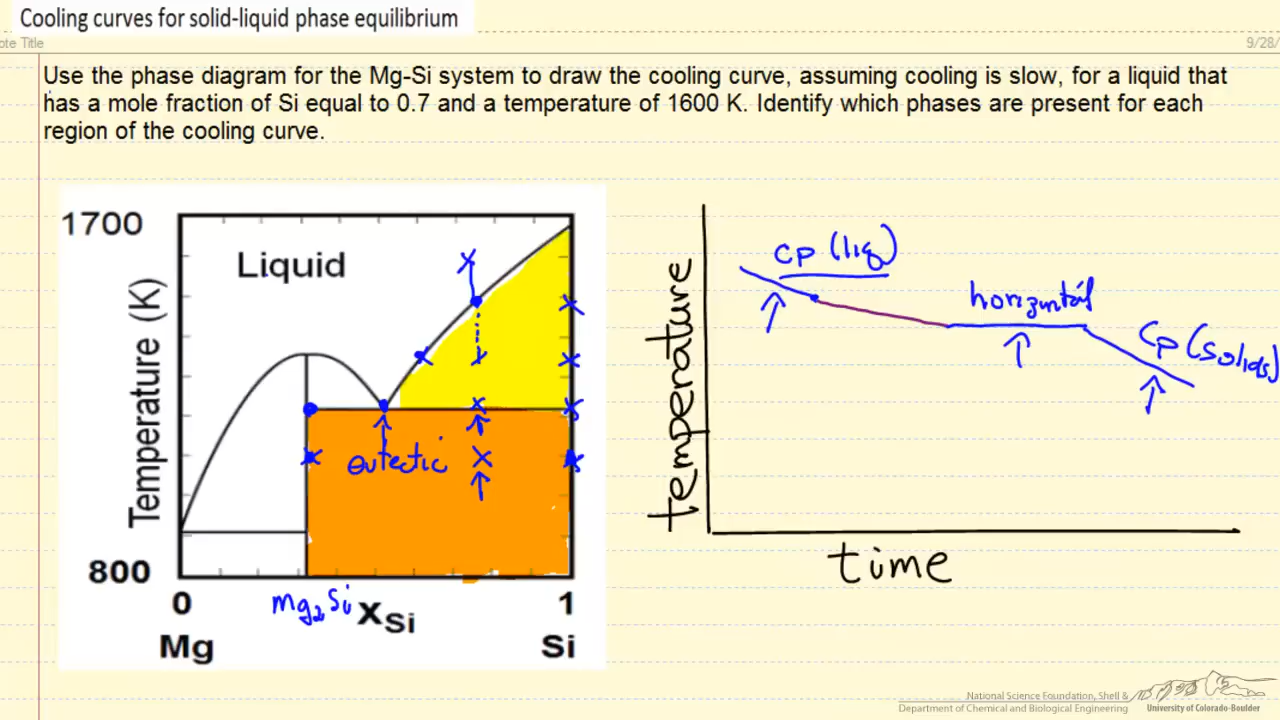 Cooling curves for solid-liquid phase equilibrium
ote Title
9/28/
Use the phase diagram for the Mg-Si system to draw the cooling curve, assuming cooling is slow, for a liquid that
has a mole fraction of Si equal to 0.7 and a temperature of 1600 K. Identify which phases are present for each
region of the cooling curve.
1700
Liquid
Temperature (K)
eutectic
800
0
Mg₂Si
XSi
1
Mg
Si
temperature
Cp (liq)
horizontal
Cp (solids)
time
National Science Foundation, Shell &
Department of Chemical and Biological Engineering
University of Colorado-Boulder